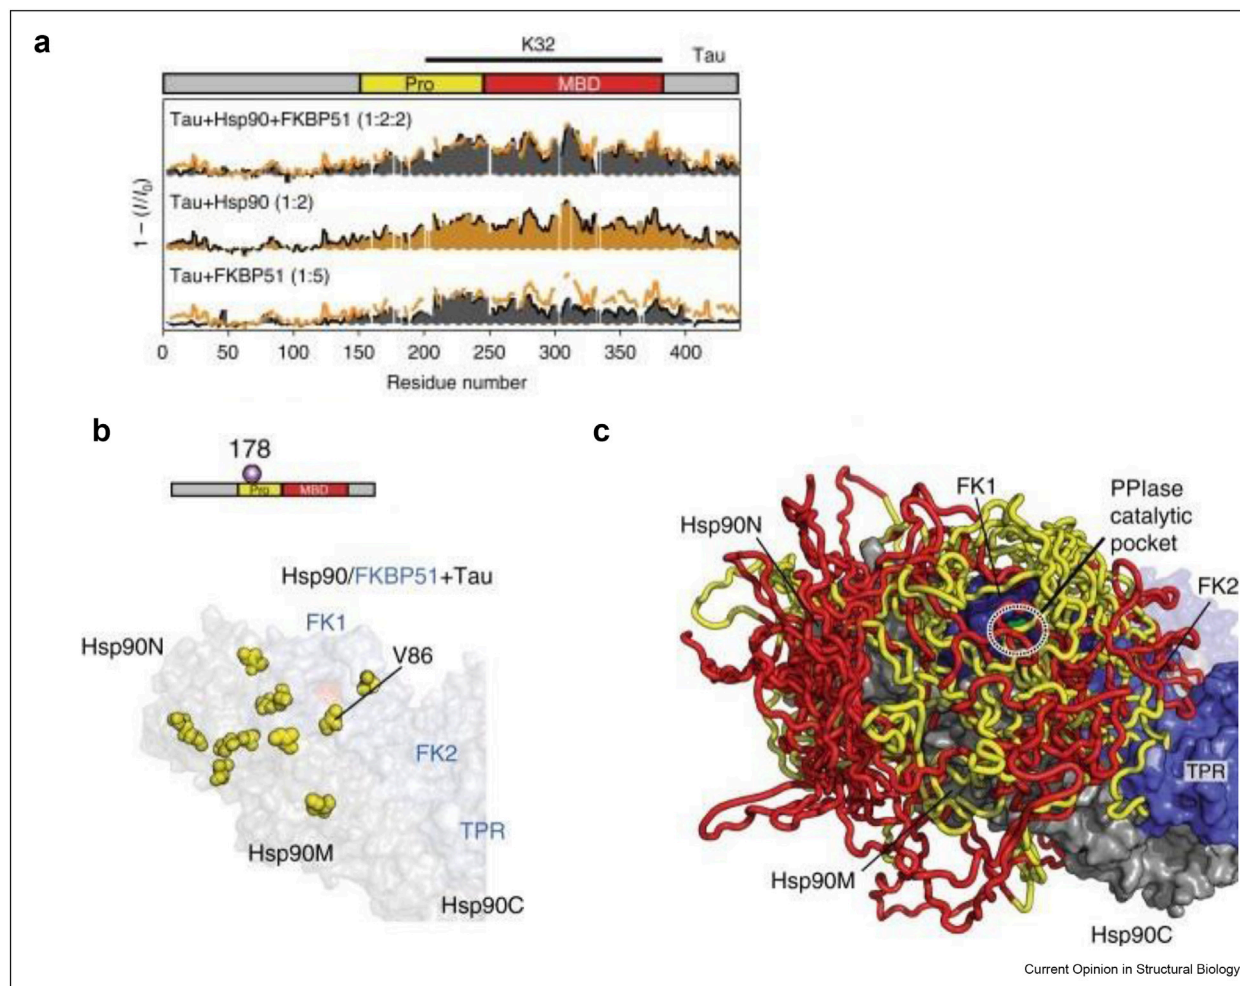 a
K32
Tau
Pro
MBD
Tau+Hsp90+FKBP51 (1:2:2)
Tau+Hsp90 (1:2)
Tau+FKBP51 (1:5)
1 – (I/I0)
0 50 100 150 200 250 300 350 400
Residue number
b
178
Pro
MBD
Hsp90/FKBP51+Tau
FK1
Hsp90N
V86
FK2
TPR
Hsp90M
Hsp90C
c
FK1
PPIase
catalytic
pocket
Hsp90N
FK2
TPR
Hsp90M
Hsp90C
Current Opinion in Structural Biology